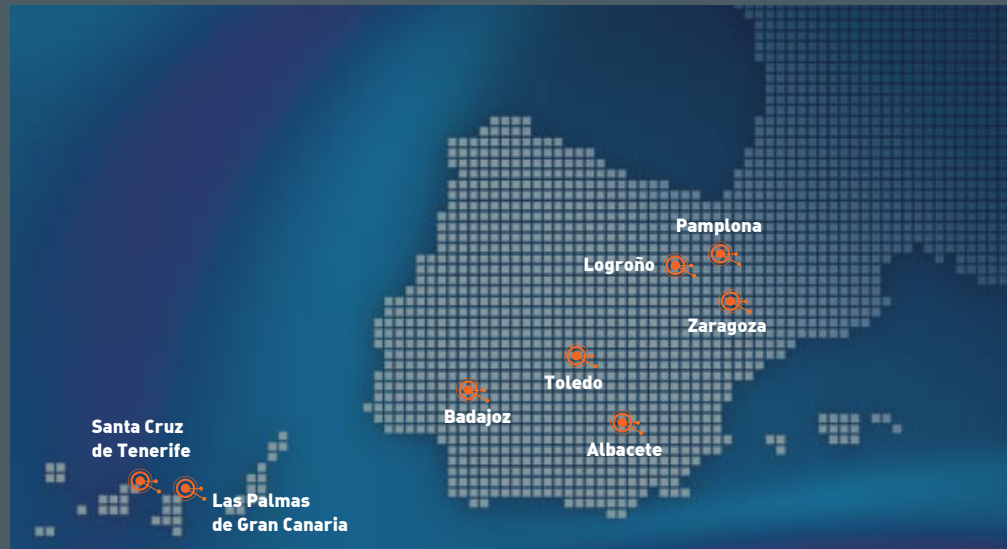 Pamplona
Logroño
Zaragoza
Toledo
Badajoz
Albacete
Santa Cruz
de Tenerife
Las Palmas
de Gran Canaria